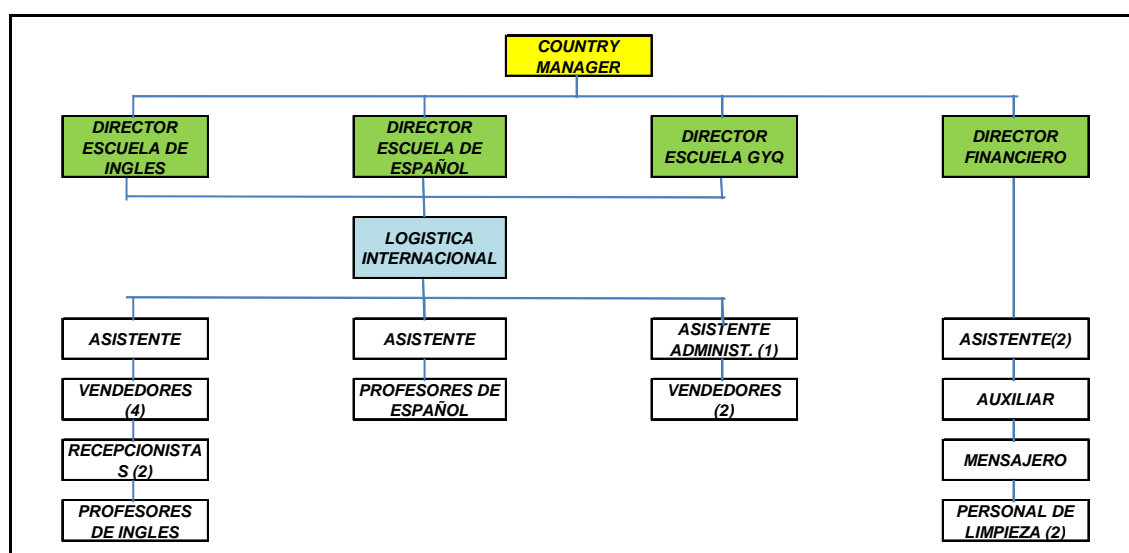 COUNTRY
MANAGER
DIRECTOR
ESCUELA DE
INGLES
DIRECTOR
ESCUELA DE
ESPAÑOL
DIRECTOR
ESCUELA GYQ
DIRECTOR
FINANCIERO
LOGISTICA
INTERNACIONAL
ASISTENTE
ASISTENTE
ASISTENTE
ADMINIST. (1)
ASISTENTE(2)
VENDEDORES
(4)
PROFESORES DE
ESPAÑOL
VENDEDORES
(2)
AUXILIAR
RECEPCIONISTA
S (2)
MENSAJERO
PROFESORES
DE INGLES
PERSONAL DE
LIMPIEZA (2)